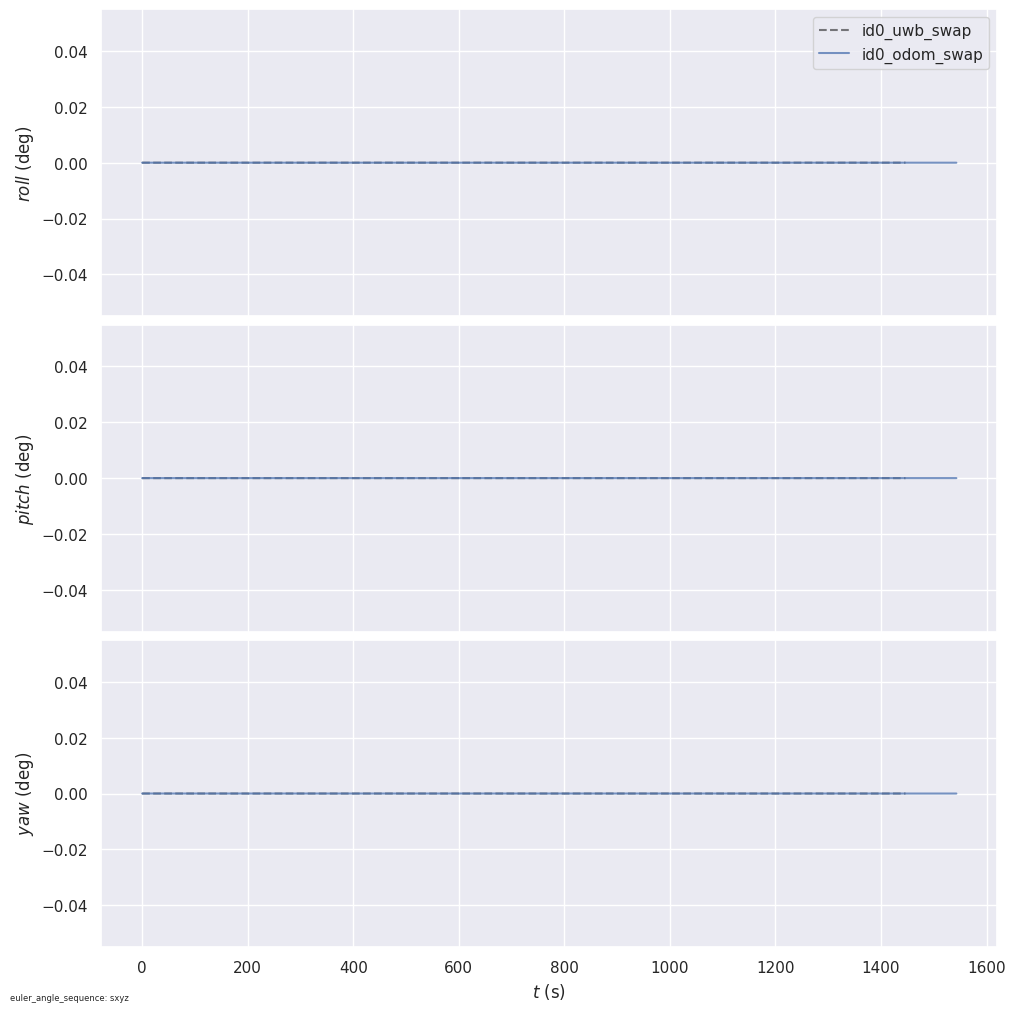 id0_uwb_swap
id0_odom_swap
0.04
0.02
0.00
−0.02
−0.04
roll (deg)
0.04
0.02
0.00
−0.02
−0.04
pitch (deg)
0.04
0.02
0.00
−0.02
−0.04
yaw (deg)
0 200 400 600 800 1000 1200 1400 1600
t (s)
euler_angle_sequence: sxyz